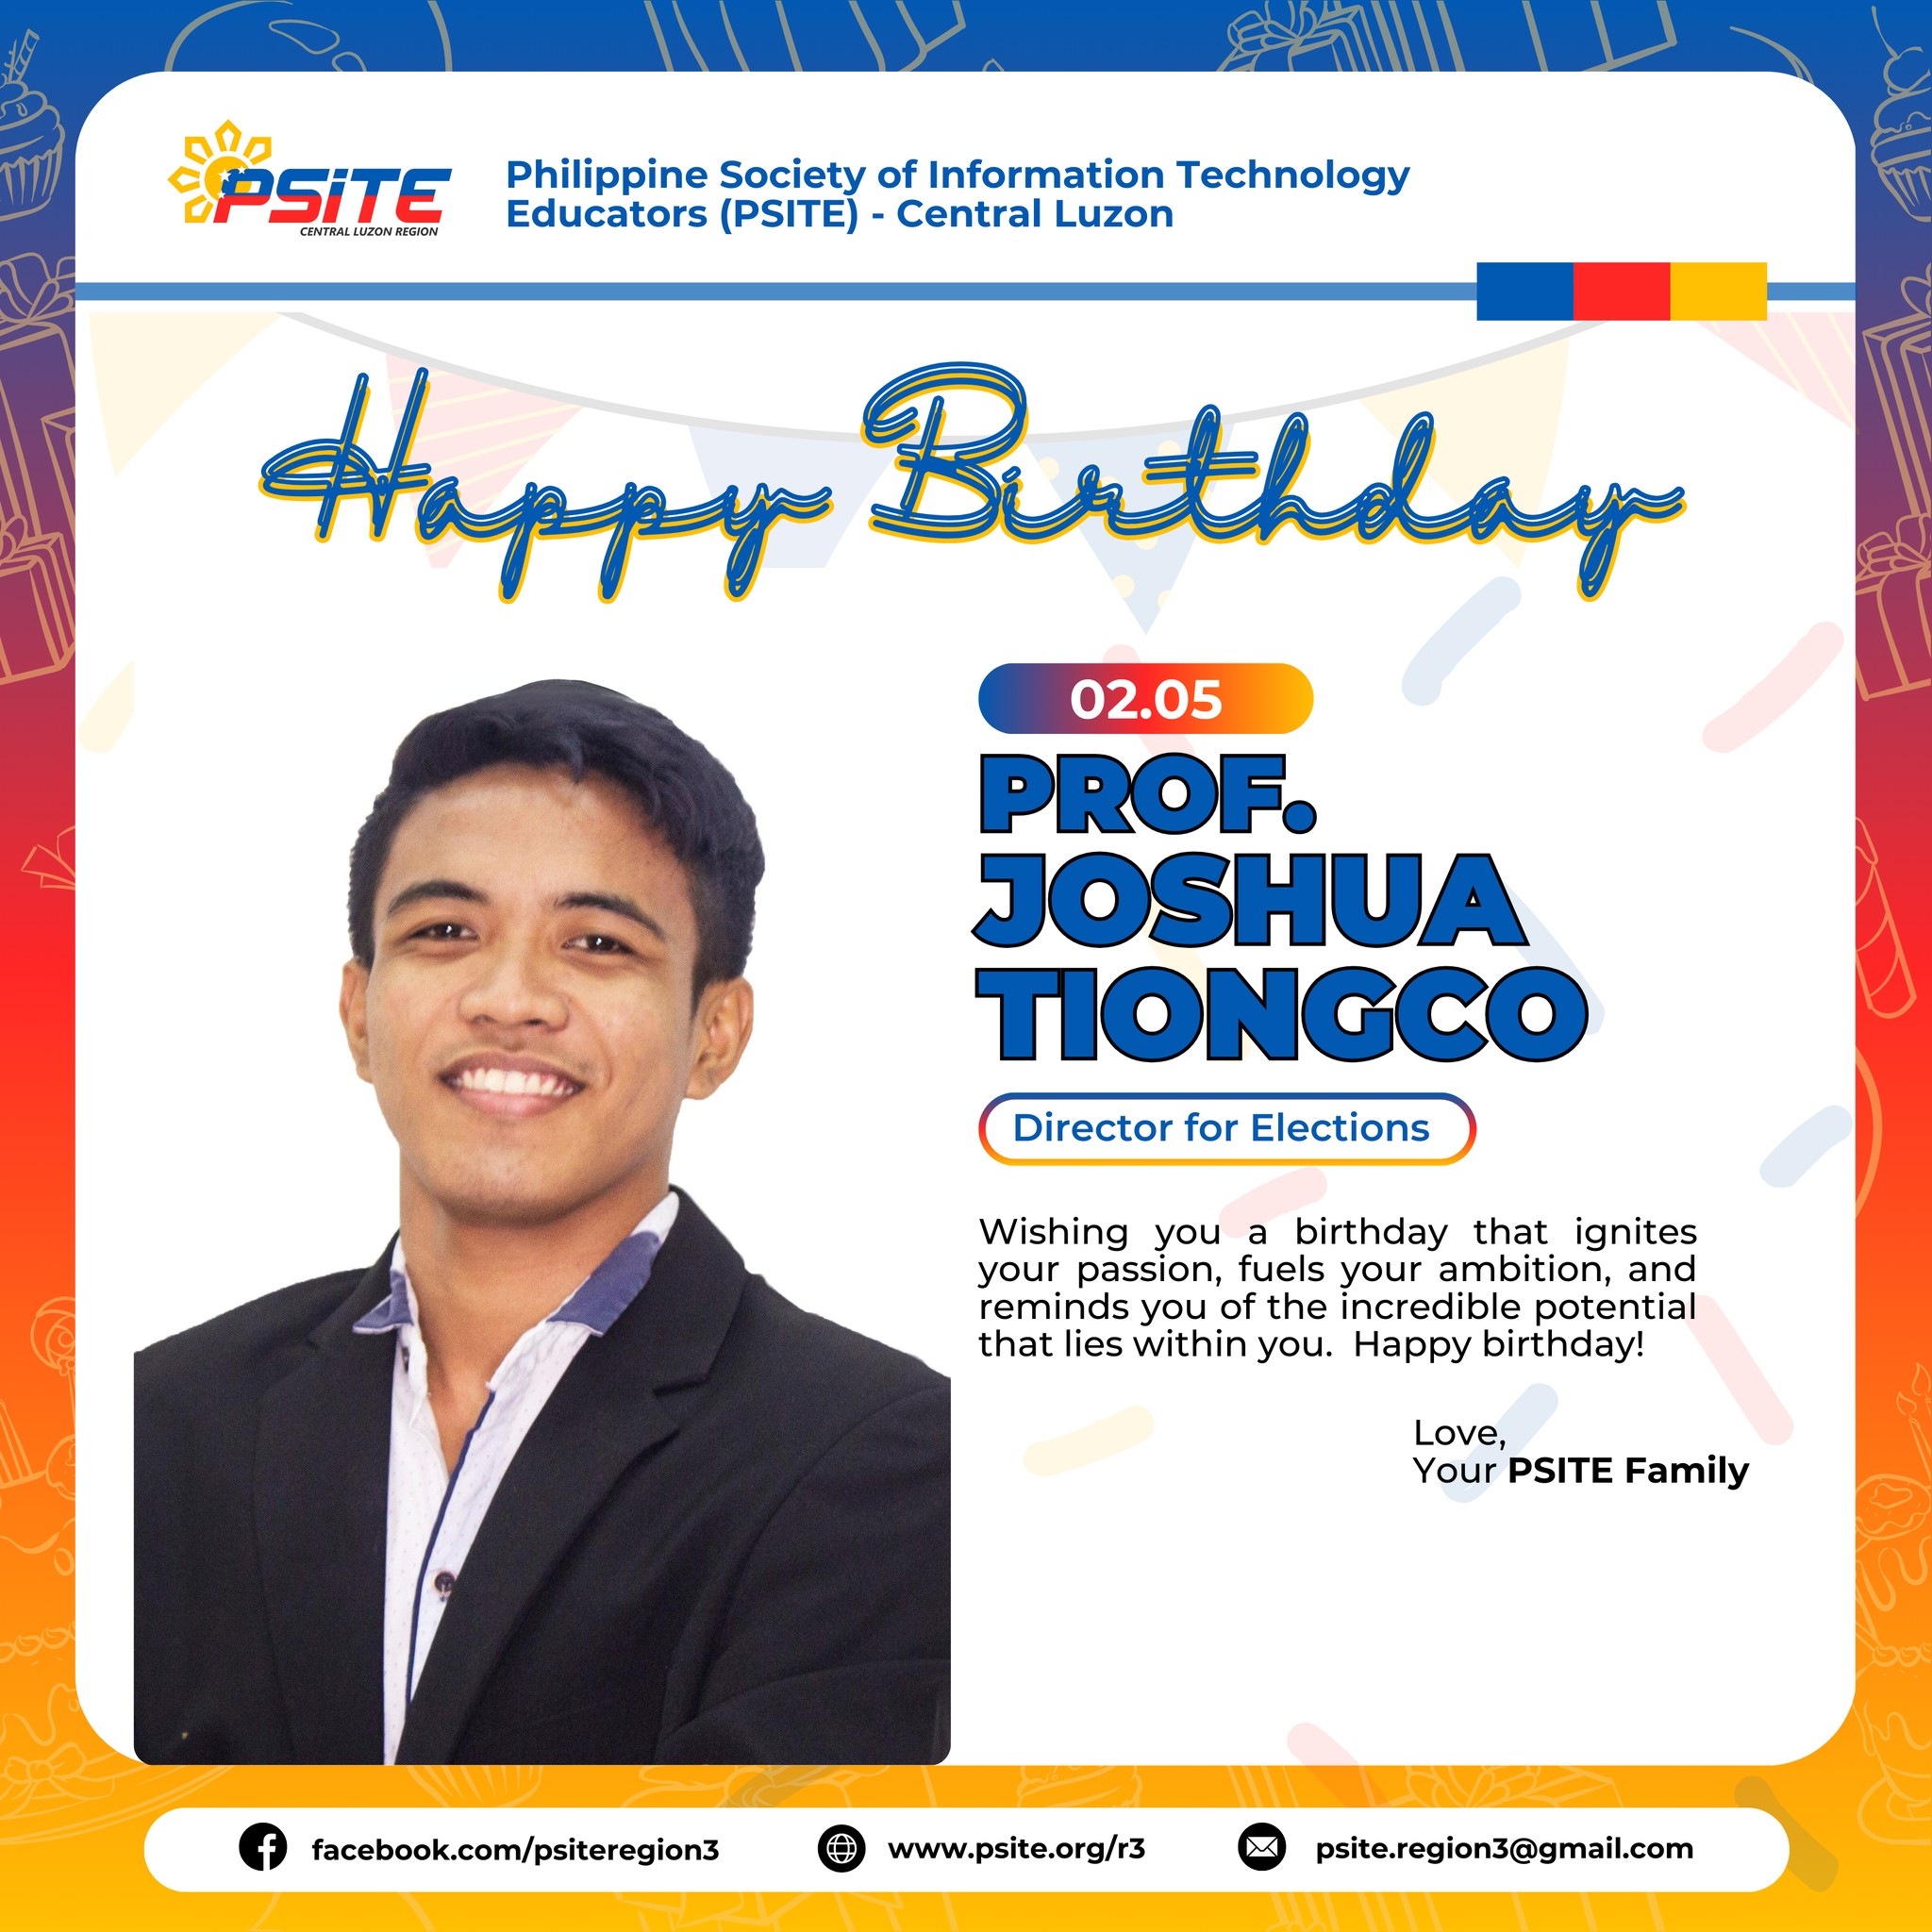 PSiTE
CENTRAL LUZON REGION
Philippine Society of Information Technology
Educators (PSITE) - Central Luzon
Happy Birthday
02.05
PROF.
JOSHUA
TIONGCO
Director for Elections
Wishing you a birthday that ignites
your passion, fuels your ambition, and
reminds you of the incredible potential
that lies within you. Happy birthday!
Love,
Your PSITE Family
facebook.com/psiteregion3
www.psite.org/r3
psite.region3@gmail.com